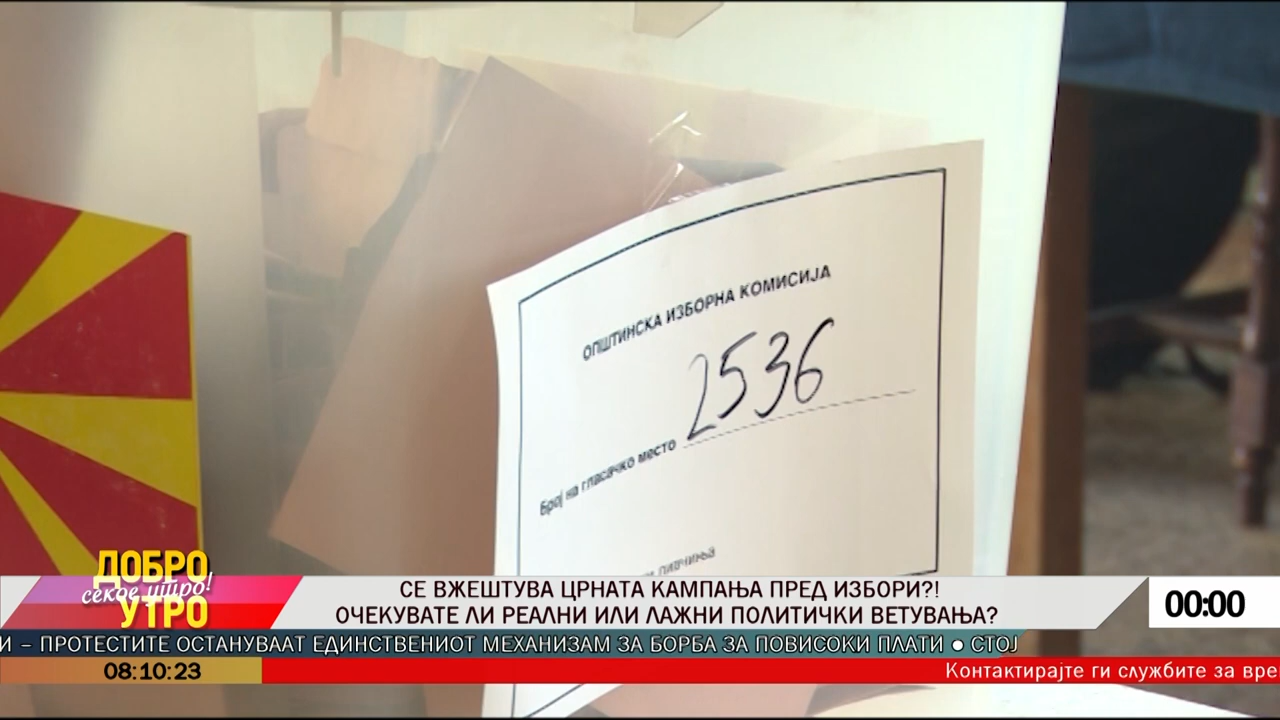 ОПШТИНСКА ИЗБОРНА КОМИСИЈА
2536
Број на гласачко место
ливчиња
ДОБРО
секое утро!
УТРО
СЕ ВЖЕШТУВА ЦРНАТА КАМПАЊА ПРЕД ИЗБОРИ?!
ОЧЕКУВАТЕ ЛИ РЕАЛНИ ИЛИ ЛАЖНИ ПОЛИТИЧКИ ВЕТУВАЊА?
00:00
И – ПРОТЕСТИТЕ ОСТАНУВААТ ЕДИНСТВЕНИОТ МЕХАНИЗАМ ЗА БОРБА ЗА ПОВИСОКИ ПЛАТИ ● СТОЈ
08:10:23
Контактирајте ги службите за вре